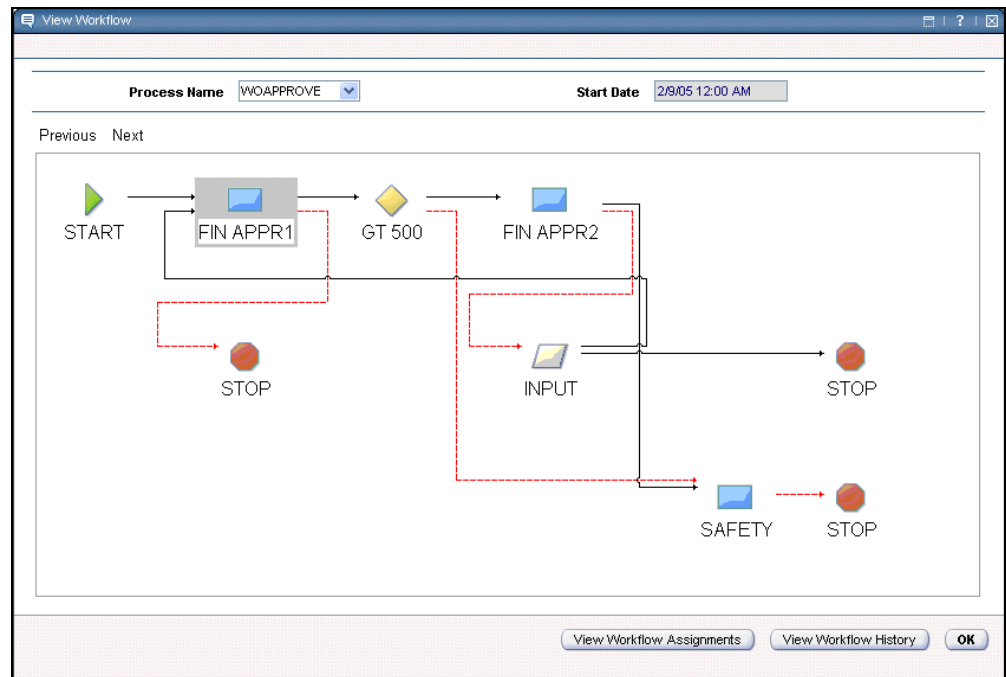 View Workflow
?
Process Name WOAPPROVE Start Date 2/9/05 12:00 AM
Previous Next
START FIN APPR1 GT 500 FIN APPR2
STOP INPUT STOP
SAFETY STOP
View Workflow Assignments View Workflow History OK